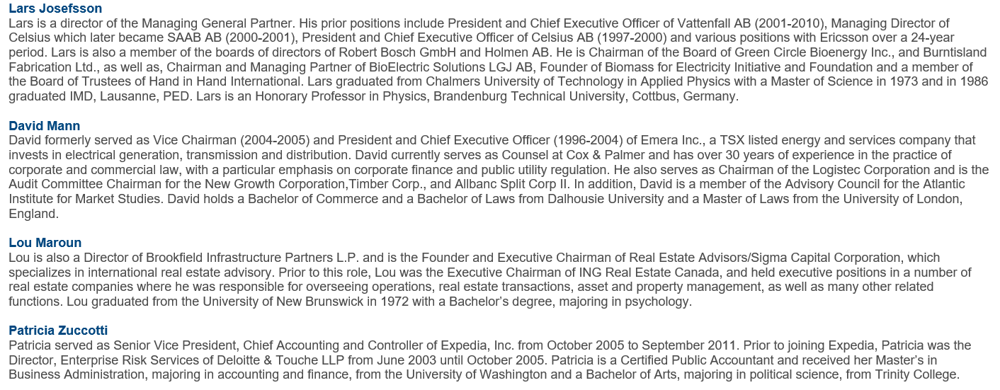 Lars Josefsson
Lars is a director of the Managing General Partner. His prior positions include President and Chief Executive Officer of Vattenfall AB (2001-2010), Managing Director of
Celsius which later became SAAB AB (2000-2001), President and Chief Executive Officer of Celsius AB (1997-2000) and various positions with Ericsson over a 24-year
period. Lars is also a member of the boards of directors of Robert Bosch GmbH and Holmen AB. He is Chairman of the Board of Green Circle Bioenergy Inc., and Burntisland
Fabrication Ltd., as well as, Chairman and Managing Partner of BioElectric Solutions LGJ AB, Founder of Biomass for Electricity Initiative and Foundation and a member of
the Board of Trustees of Hand in Hand International. Lars graduated from Chalmers University of Technology in Applied Physics with a Master of Science in 1973 and in 1986
graduated IMD, Lausanne, PED. Lars is an Honorary Professor in Physics, Brandenburg Technical University, Cottbus, Germany.
David Mann
David formerly served as Vice Chairman (2004-2005) and President and Chief Executive Officer (1996-2004) of Emera Inc., a TSX listed energy and services company that
invests in electrical generation, transmission and distribution. David currently serves as Counsel at Cox & Palmer and has over 30 years of experience in the practice of
corporate and commercial law, with a particular emphasis on corporate finance and public utility regulation. He also serves as Chairman of the Logistec Corporation and is the
Audit Committee Chairman for the New Growth Corporation,Timber Corp., and Allbanc Split Corp II. In addition, David is a member of the Advisory Council for the Atlantic
Institute for Market Studies. David holds a Bachelor of Commerce and a Bachelor of Laws from Dalhousie University and a Master of Laws from the University of London,
England.
Lou Maroun
Lou is also a Director of Brookfield Infrastructure Partners L.P. and is the Founder and Executive Chairman of Real Estate Advisors/Sigma Capital Corporation, which
specializes in international real estate advisory. Prior to this role, Lou was the Executive Chairman of ING Real Estate Canada, and held executive positions in a number of
real estate companies where he was responsible for overseeing operations, real estate transactions, asset and property management, as well as many other related
functions. Lou graduated from the University of New Brunswick in 1972 with a Bachelor’s degree, majoring in psychology.
Patricia Zuccotti
Patricia served as Senior Vice President, Chief Accounting and Controller of Expedia, Inc. from October 2005 to September 2011. Prior to joining Expedia, Patricia was the
Director, Enterprise Risk Services of Deloitte & Touche LLP from June 2003 until October 2005. Patricia is a Certified Public Accountant and received her Master’s in
Business Administration, majoring in accounting and finance, from the University of Washington and a Bachelor of Arts, majoring in political science, from Trinity College.